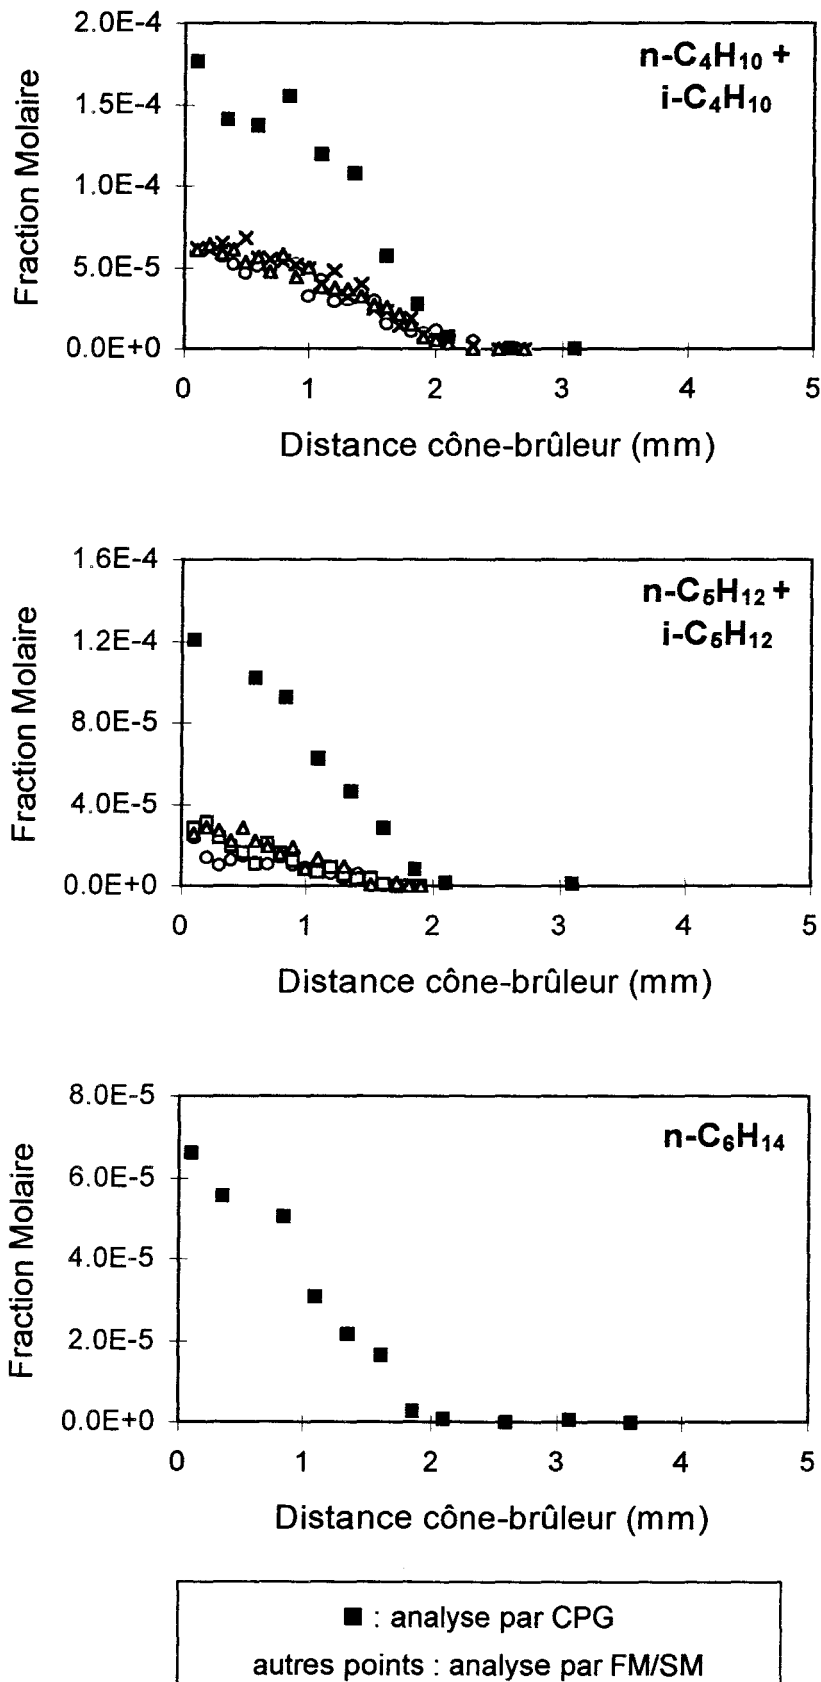 2.0E-4
1.5E-4
1.0E-4
5.0E-5
0.0E+0
Fraction Molaire
n-C₄H₁₀ +
i-C₄H₁₀
0 1 2 3 4 5
Distance cône-brûleur (mm)
1.6E-4
1.2E-4
8.0E-5
4.0E-5
0.0E+0
Fraction Molaire
n-C₅H₁₂ +
i-C₅H₁₂
0 1 2 3 4 5
Distance cône-brûleur (mm)
8.0E-5
6.0E-5
4.0E-5
2.0E-5
0.0E+0
Fraction Molaire
n-C₆H₁₄
0 1 2 3 4 5
Distance cône-brûleur (mm)
■ : analyse par CPG
autres points : analyse par FM/SM